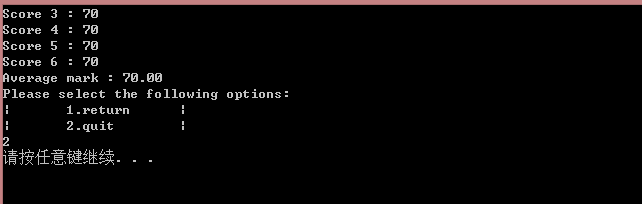 Score 3 : 70
Score 4 : 70
Score 5 : 70
Score 6 : 70
Average mark : 70.00
Please select the following options:
¦       1.return       ¦
¦       2.quit         ¦
2
请按任意键继续. . .